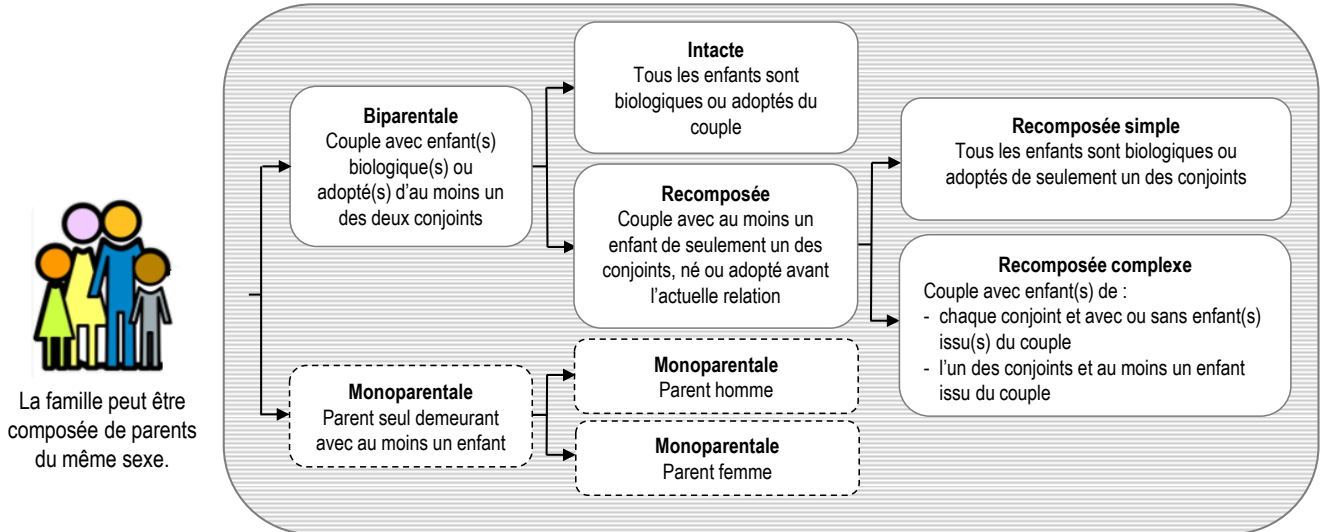 La famille peut être
composée de parents
du même sexe.
Biparentale
Couple avec enfant(s)
biologique(s) ou
adopté(s) d'au moins un
des deux conjoints
Monoparentale
Parent seul demeurant
avec au moins un enfant
Intacte
Tous les enfants sont
biologiques ou adoptés du
couple
Recomposée
Couple avec au moins un
enfant de seulement un des
conjoints, né ou adopté avant
l'actuelle relation
Monoparentale
Parent homme
Monoparentale
Parent femme
Recomposée simple
Tous les enfants sont biologiques ou
adoptés de seulement un des conjoints
Recomposée complexe
Couple avec enfant(s) de :
- chaque conjoint et avec ou sans enfant(s)
issu(s) du couple
- l'un des conjoints et au moins un enfant
issu du couple